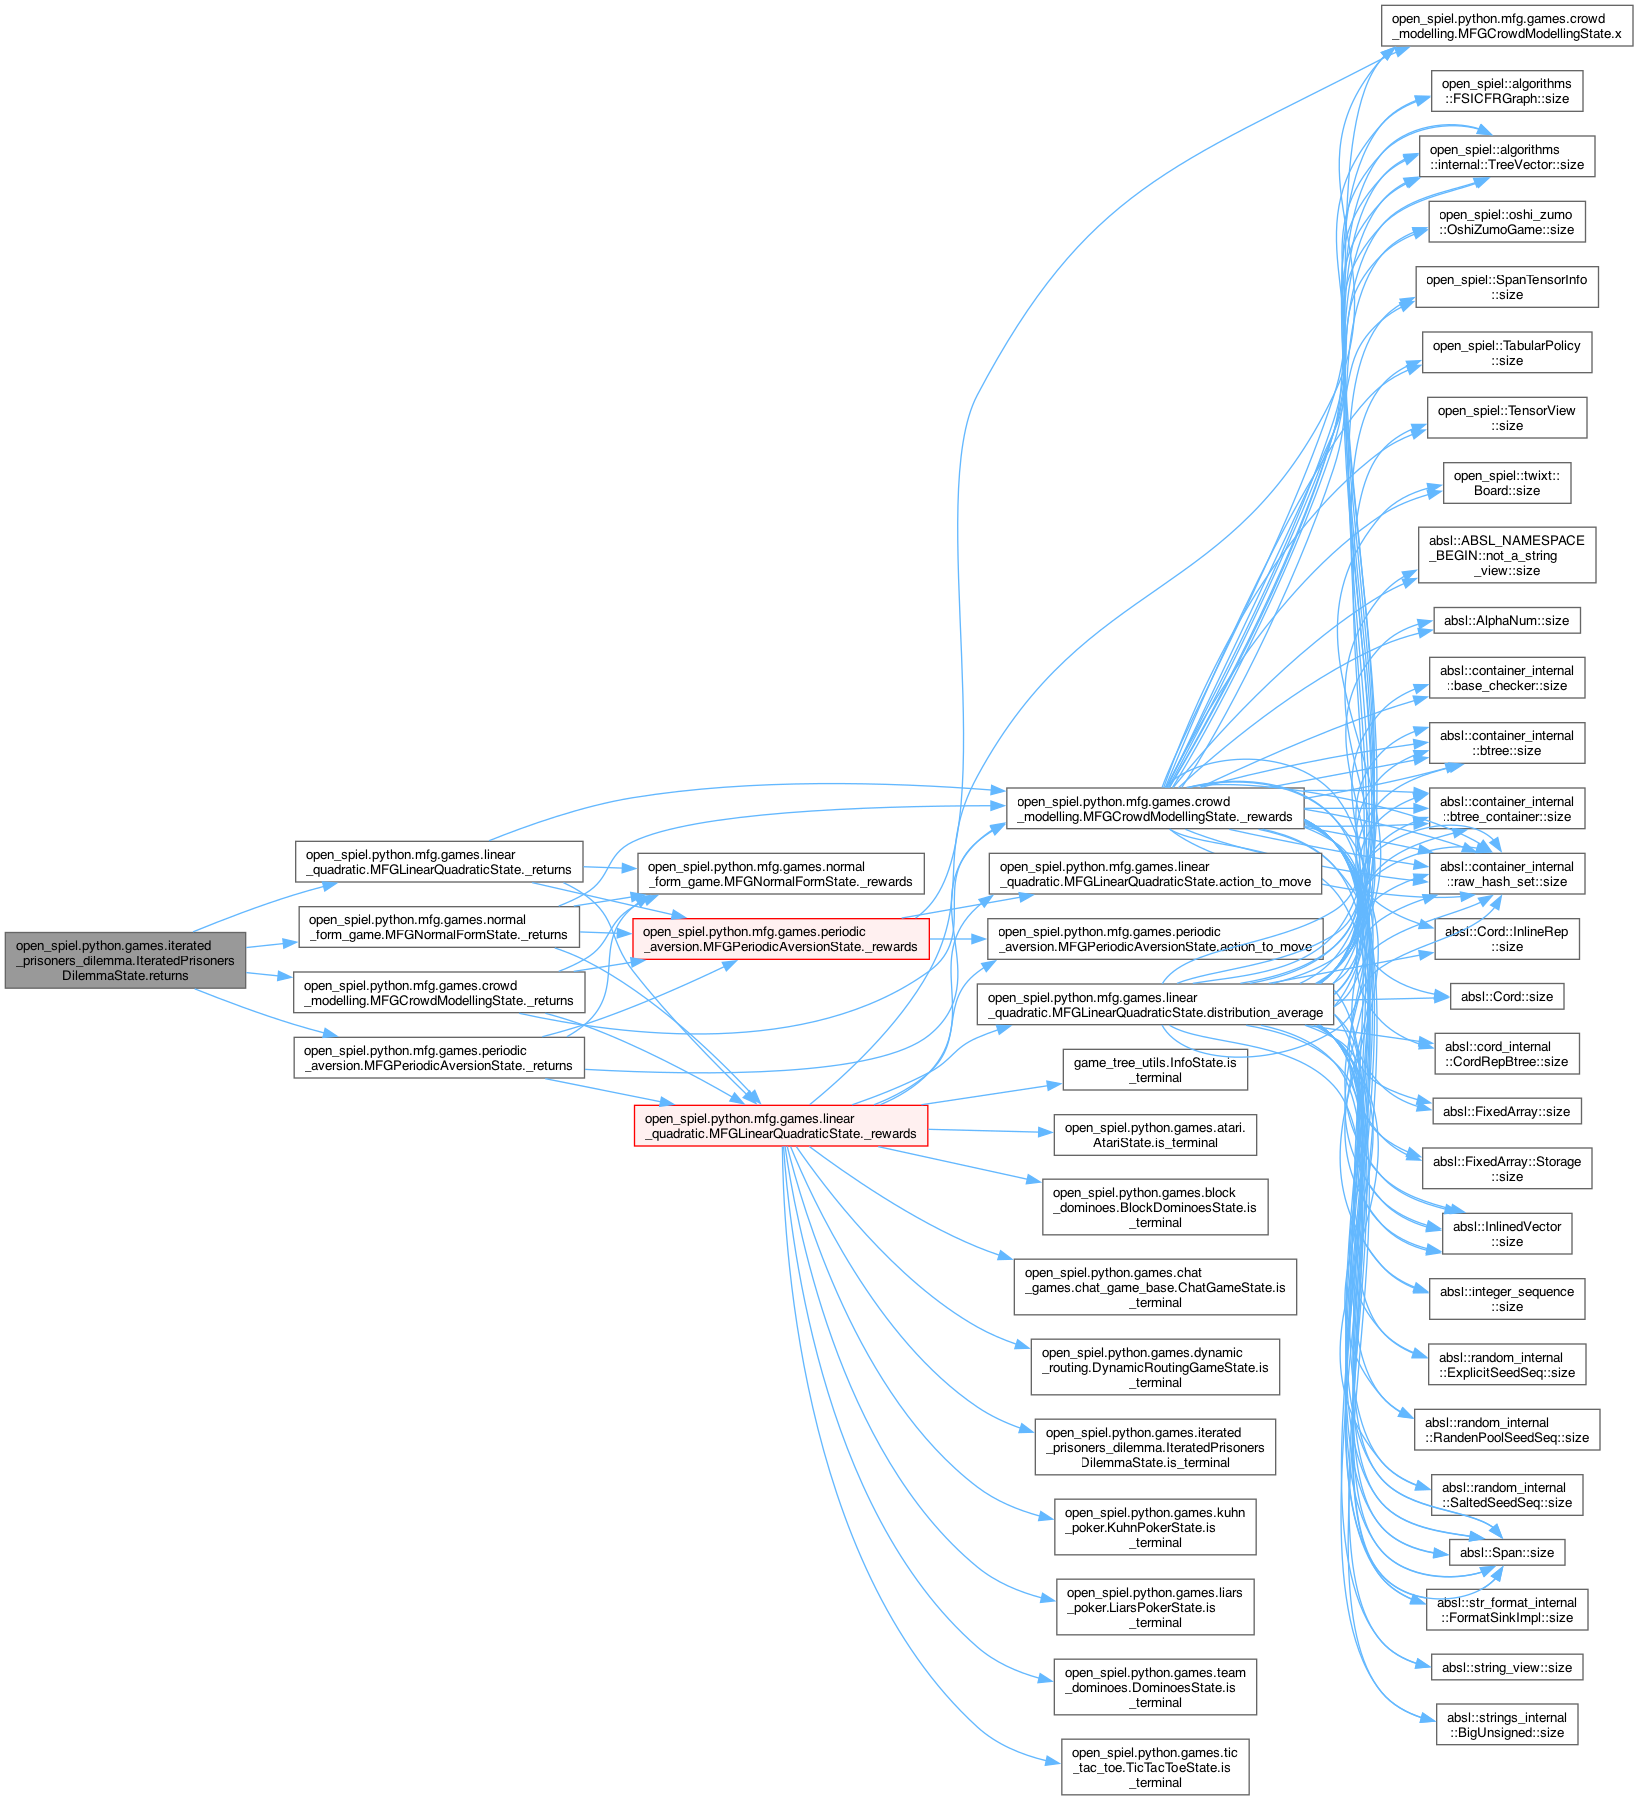 open_spiel.python.games.iterated
_prisoners_dilemma.IteratedPrisoners
DilemmaState.returns
open_spiel.python.mfg.games.linear
_quadratic.MFGLinearQuadraticState._returns
open_spiel.python.mfg.games.normal
_form_game.MFGNormalFormState._returns
open_spiel.python.mfg.games.crowd
_modelling.MFGCrowdModellingState._returns
open_spiel.python.mfg.games.periodic
_aversion.MFGPeriodicAversionState._returns
open_spiel.python.mfg.games.normal
_form_game.MFGNormalFormState._rewards
open_spiel.python.mfg.games.periodic
_aversion.MFGPeriodicAversionState._rewards
open_spiel.python.mfg.games.linear
_quadratic.MFGLinearQuadraticState._rewards
open_spiel.python.mfg.games.crowd
_modelling.MFGCrowdModellingState._rewards
open_spiel.python.mfg.games.linear
_quadratic.MFGLinearQuadraticState.action_to_move
open_spiel.python.mfg.games.periodic
_aversion.MFGPeriodicAversionState.action_to_move
open_spiel.python.mfg.games.linear
_quadratic.MFGLinearQuadraticState.distribution_average
game_tree_utils.InfoState.is
_terminal
open_spiel.python.games.atari.
AtariState.is_terminal
open_spiel.python.games.block
_dominoes.BlockDominoesState.is
_terminal
open_spiel.python.games.chat
_games.chat_game_base.ChatGameState.is
_terminal
open_spiel.python.games.dynamic
_routing.DynamicRoutingGameState.is
_terminal
open_spiel.python.games.iterated
_prisoners_dilemma.IteratedPrisoners
DilemmaState.is_terminal
open_spiel.python.games.kuhn
_poker.KuhnPokerState.is
_terminal
open_spiel.python.games.liars
_poker.LiarsPokerState.is
_terminal
open_spiel.python.games.team
_dominoes.DominoesState.is
_terminal
open_spiel.python.games.tic
_tac_toe.TicTacToeState.is
_terminal
open_spiel.python.mfg.games.crowd
_modelling.MFGCrowdModellingState.x
open_spiel::algorithms
::FSICFRGraph::size
open_spiel::algorithms
::internal::TreeVector::size
open_spiel::oshi_zumo
::OshiZumoGame::size
open_spiel::SpanTensorInfo
::size
open_spiel::TabularPolicy
::size
open_spiel::TensorView
::size
open_spiel::twixt::
Board::size
absl::ABSL_NAMESPACE
_BEGIN::not_a_string
_view::size
absl::AlphaNum::size
absl::container_internal
::base_checker::size
absl::container_internal
::btree::size
absl::container_internal
::btree_container::size
absl::container_internal
::raw_hash_set::size
absl::Cord::InlineRep
::size
absl::Cord::size
absl::cord_internal
::CordRepBtree::size
absl::FixedArray::size
absl::FixedArray::Storage
::size
absl::InlinedVector
::size
absl::integer_sequence
::size
absl::random_internal
::ExplicitSeedSeq::size
absl::random_internal
::RandenPoolSeedSeq::size
absl::random_internal
::SaltedSeedSeq::size
absl::Span::size
absl::str_format_internal
::FormatSinkImpl::size
absl::string_view::size
absl::strings_internal
::BigUnsigned::size